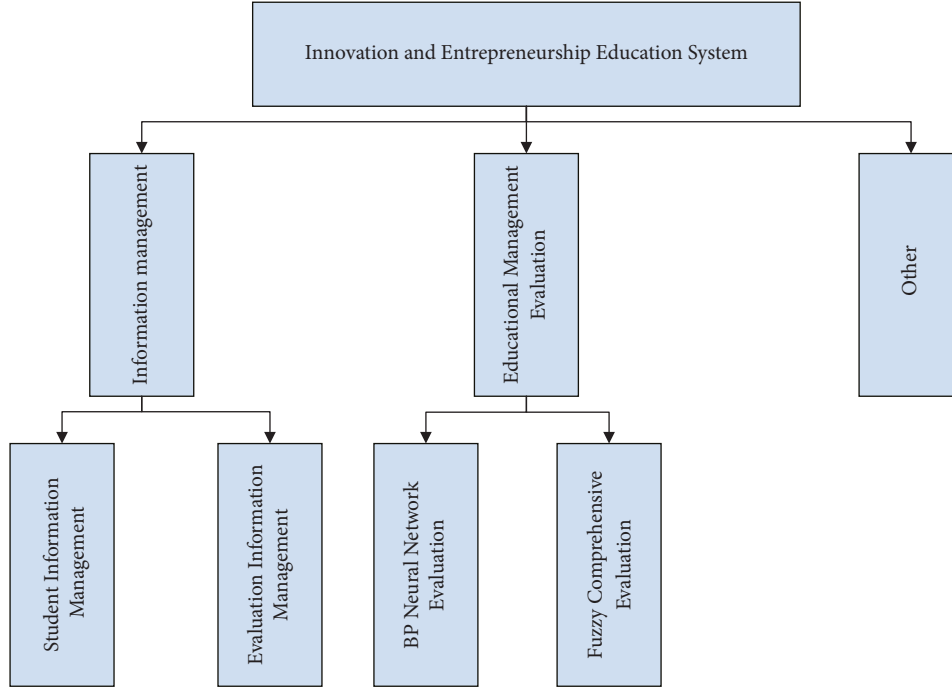 Innovation and Entrepreneurship Education System
Information management
Educational Management
Evaluation
Other
Student Information
Management
Evaluation Information
Management
BP Neural Network
Evaluation
Fuzzy Comprehensive
Evaluation